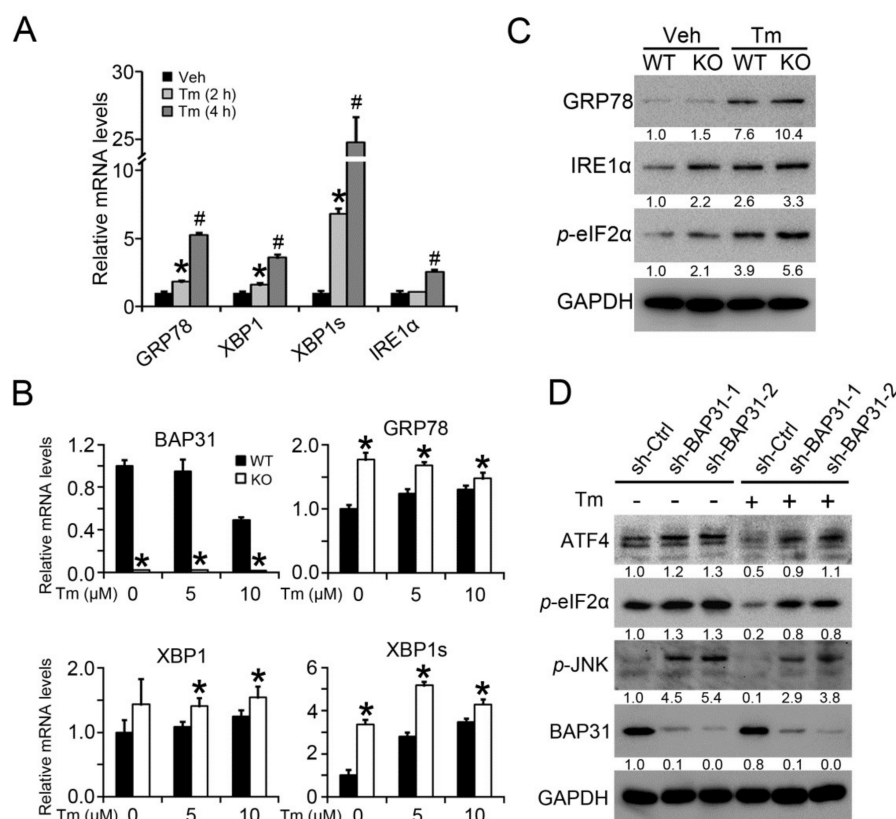 A
Relative mRNA levels
30
25
10
5
0
Veh
Tm (2 h)
Tm (4 h)
*
#
*
#
*
#
#
GRP78
XBP1
XBP1s
IRE1α
B
Relative mRNA levels
BAP31
1.2
0.8
0.4
0.0
WT
KO
*
*
*
Tm (µM) 0 5 10
GRP78
2.0
1.5
1.0
0.5
0.0
*
*
*
Tm (µM) 0 5 10
Relative mRNA levels
XBP1
2.0
1.5
1.0
0.5
0.0
*
*
Tm (µM) 0 5 10
XBP1s
6
4
2
0
*
*
*
Tm (µM) 0 5 10
C
Veh Tm
WT KO WT KO
GRP78
1.0 1.5 7.6 10.4
IRE1α
1.0 2.2 2.6 3.3
p-eIF2α
1.0 2.1 3.9 5.6
GAPDH
D
sh-Ctrl sh-BAP31-1 sh-BAP31-2 sh-Ctrl sh-BAP31-1 sh-BAP31-2
Tm - - - + + +
ATF4
1.0 1.2 1.3 0.5 0.9 1.1
p-eIF2α
1.0 1.3 1.3 0.2 0.8 0.8
p-JNK
1.0 4.5 5.4 0.1 2.9 3.8
BAP31
1.0 0.1 0.0 0.8 0.1 0.0
GAPDH